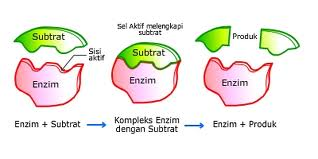 Subtrat
Sisi
aktif
Enzim
Sel Aktif melengkapi
subtrat
Subtrat
Enzim
Produk
Enzim
Enzim + Subtrat
Kompleks Enzim
dengan Subtrat
Enzim + Produk